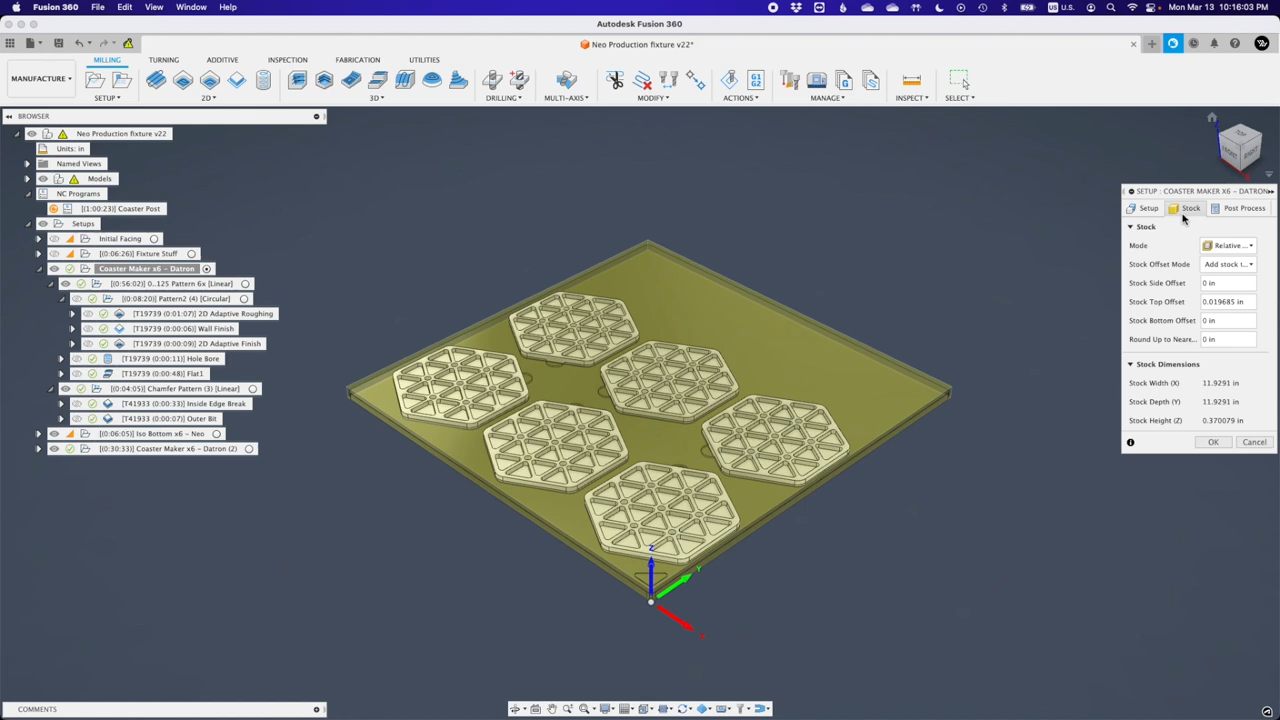 Fusion 360 File Edit View Window Help U.S. Mon Mar 13 10:16:03 PM
Autodesk Fusion 360
Neo Production fixture v22*
MILLING TURNING ADDITIVE INSPECTION FABRICATION UTILITIES
MANUFACTURE
G1
G2
G
SETUP 2D 3D DRILLING MULTI-AXIS MODIFY ACTIONS MANAGE INSPECT SELECT
BROWSER
Neo Production fixture v22
Units: in
Named Views
Models
NC Programs
[(1:00:23)] Coaster Post
Setups
Initial Facing
[(0:06:26)] Fixture Stuff
Coaster Maker x6 - Datron
[(0:56:02)] 0..125 Pattern 6x [Linear]
[(0:08:20)] Pattern2 (4) [Circular]
[T19739 (0:01:07)] 2D Adaptive Roughing
[T19739 (0:00:06)] Wall Finish
[T19739 (0:00:09)] 2D Adaptive Finish
[T19739 (0:00:11)] Hole Bore
[T19739 (0:00:48)] Flat1
[(0:04:05)] Chamfer Pattern (3) [Linear]
[T41933 (0:00:33)] Inside Edge Break
[T41933 (0:00:07)] Outer Bit
[(0:06:05)] Iso Bottom x6 - Neo
[(0:30:33)] Coaster Maker x6 - Datron (2)
TOP
FRONT
RIGHT
SETUP : COASTER MAKER X6 - DATRON
Setup Stock Post Process
Stock
Mode Relative ...
Stock Offset Mode Add stock t...
Stock Side Offset 0 in
Stock Top Offset 0.019685 in
Stock Bottom Offset 0 in
Round Up to Neare... 0 in
Stock Dimensions
Stock Width (X) 11.9291 in
Stock Depth (Y) 11.9291 in
Stock Height (Z) 0.370079 in
OK Cancel
Z
Y
X
COMMENTS